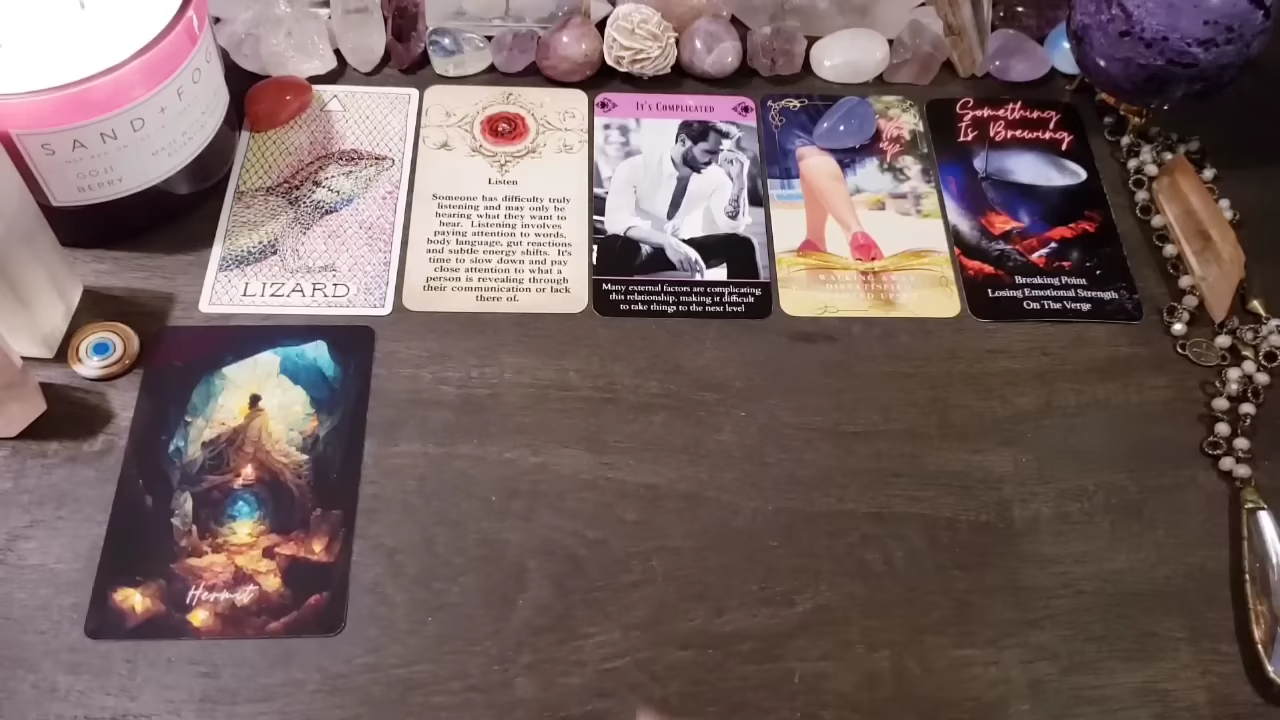 SAND + FOG
GOJI
BERRY
LIZARD
Listen
Someone has difficulty truly
listening and may only be
hearing what they want to
hear. Listening involves
paying attention to words,
body language, gut reactions
and subtle energy shifts. It's
time to slow down and pay
close attention to what a
person is revealing through
their communication or lack
there of.
It's Complicated
Many external factors are complicating
this relationship, making it difficult
to take things to the next level
up
WALKING AWAY
DISSATISFIED
Something
Is Brewing
Breaking Point
Losing Emotional Strength
On The Verge
Hermit